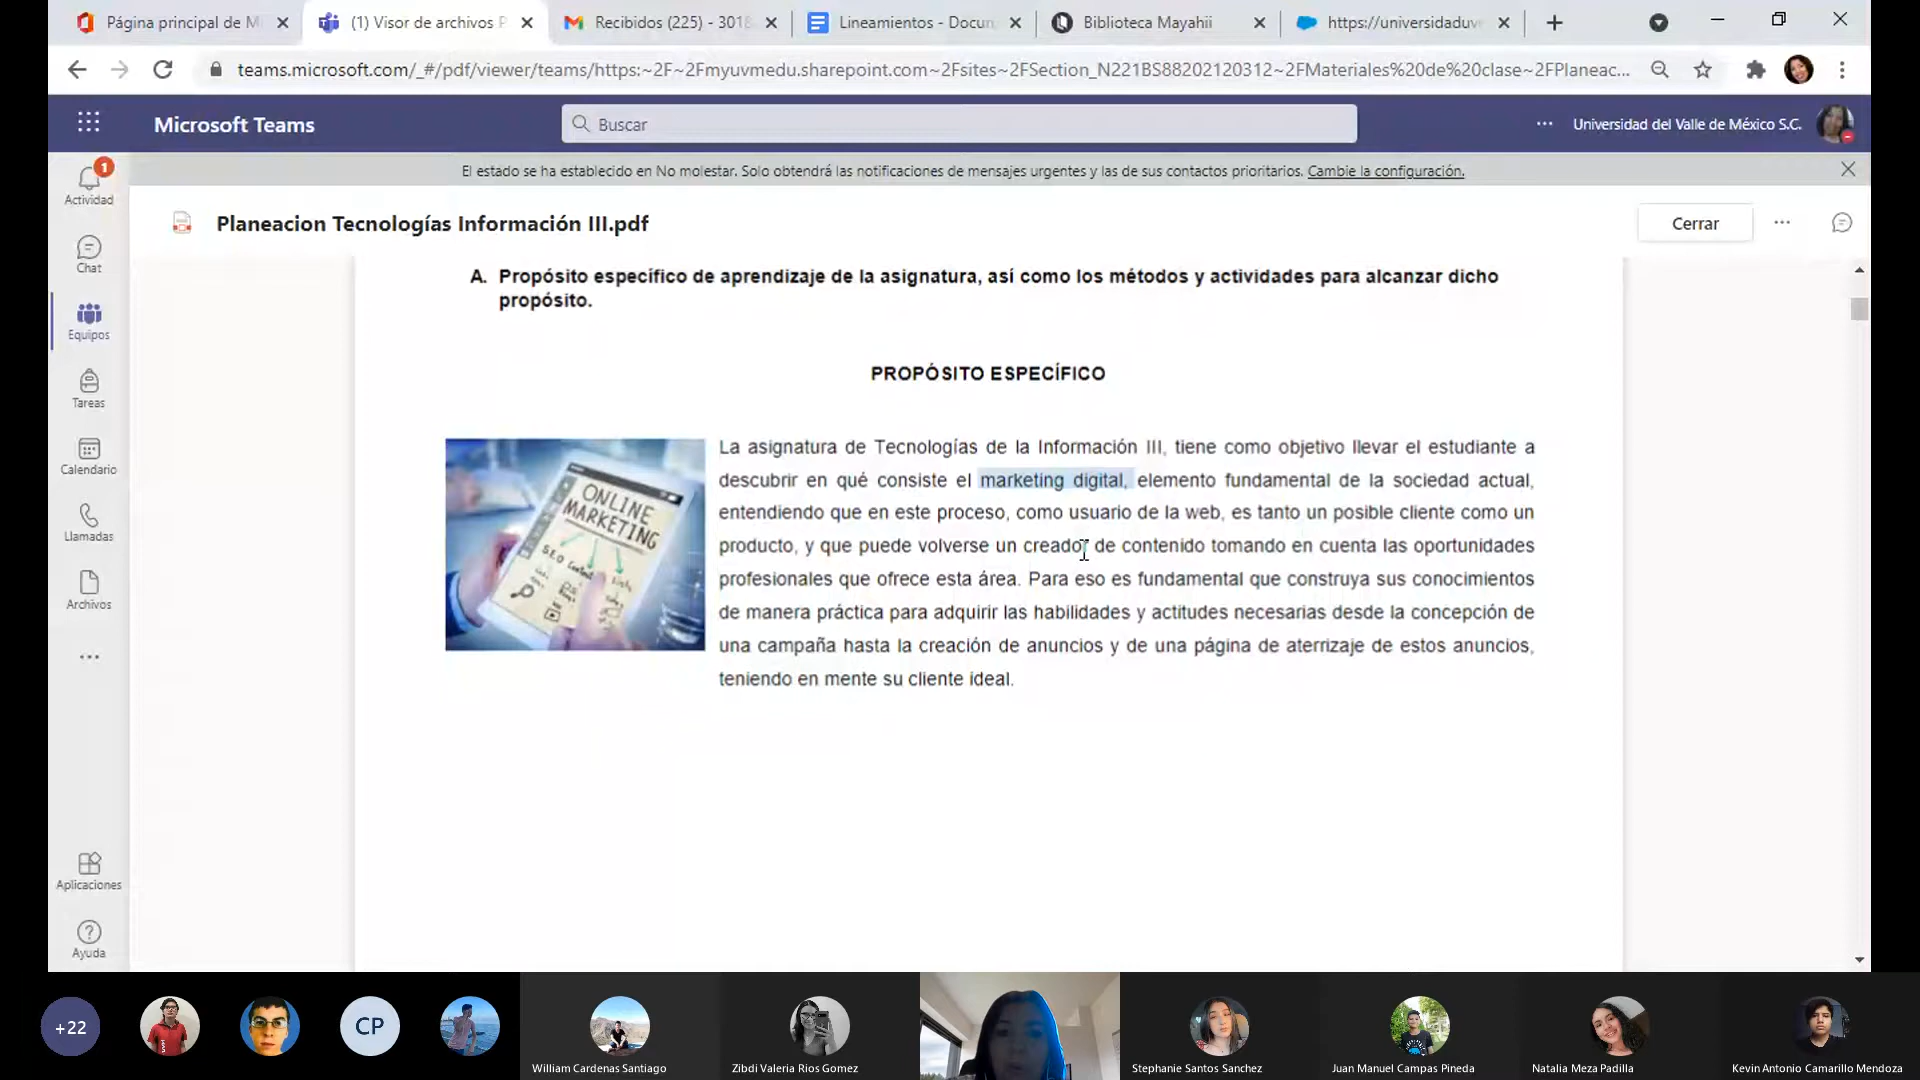 Página principal de Mi
(1) Visor de archivos P
Recibidos (225) - 3018
Lineamientos - Docun
Biblioteca Mayahii
https://universidaduv
teams.microsoft.com/_#/pdf/viewer/teams/https:~2F~2Fmyuvmedu.sharepoint.com~2Fsites~2FSection_N221BS88202120312~2FMateriales%20de%20clase~2FPlaneac...
Microsoft Teams
Buscar
Universidad del Valle de México S.C.
El estado se ha establecido en No molestar. Solo obtendrá las notificaciones de mensajes urgentes y las de sus contactos prioritarios. Cambie la configuración.
1
Actividad
Chat
Equipos
Tareas
Calendario
Llamadas
Archivos
Aplicaciones
Ayuda
Planeacion Tecnologías Información III.pdf
Cerrar
A. Propósito específico de aprendizaje de la asignatura, así como los métodos y actividades para alcanzar dicho
propósito.
PROPÓSITO ESPECÍFICO
ONLINE
MARKETING
SEO
La asignatura de Tecnologías de la Información III, tiene como objetivo llevar el estudiante a
descubrir en qué consiste el marketing digital, elemento fundamental de la sociedad actual,
entendiendo que en este proceso, como usuario de la web, es tanto un posible cliente como un
producto, y que puede volverse un creador de contenido tomando en cuenta las oportunidades
profesionales que ofrece esta área. Para eso es fundamental que construya sus conocimientos
de manera práctica para adquirir las habilidades y actitudes necesarias desde la concepción de
una campaña hasta la creación de anuncios y de una página de aterrizaje de estos anuncios,
teniendo en mente su cliente ideal.
+22
CP
William Cardenas Santiago
Zibdi Valeria Rios Gomez
Stephanie Santos Sanchez
Juan Manuel Campas Pineda
Natalia Meza Padilla
Kevin Antonio Camarillo Mendoza